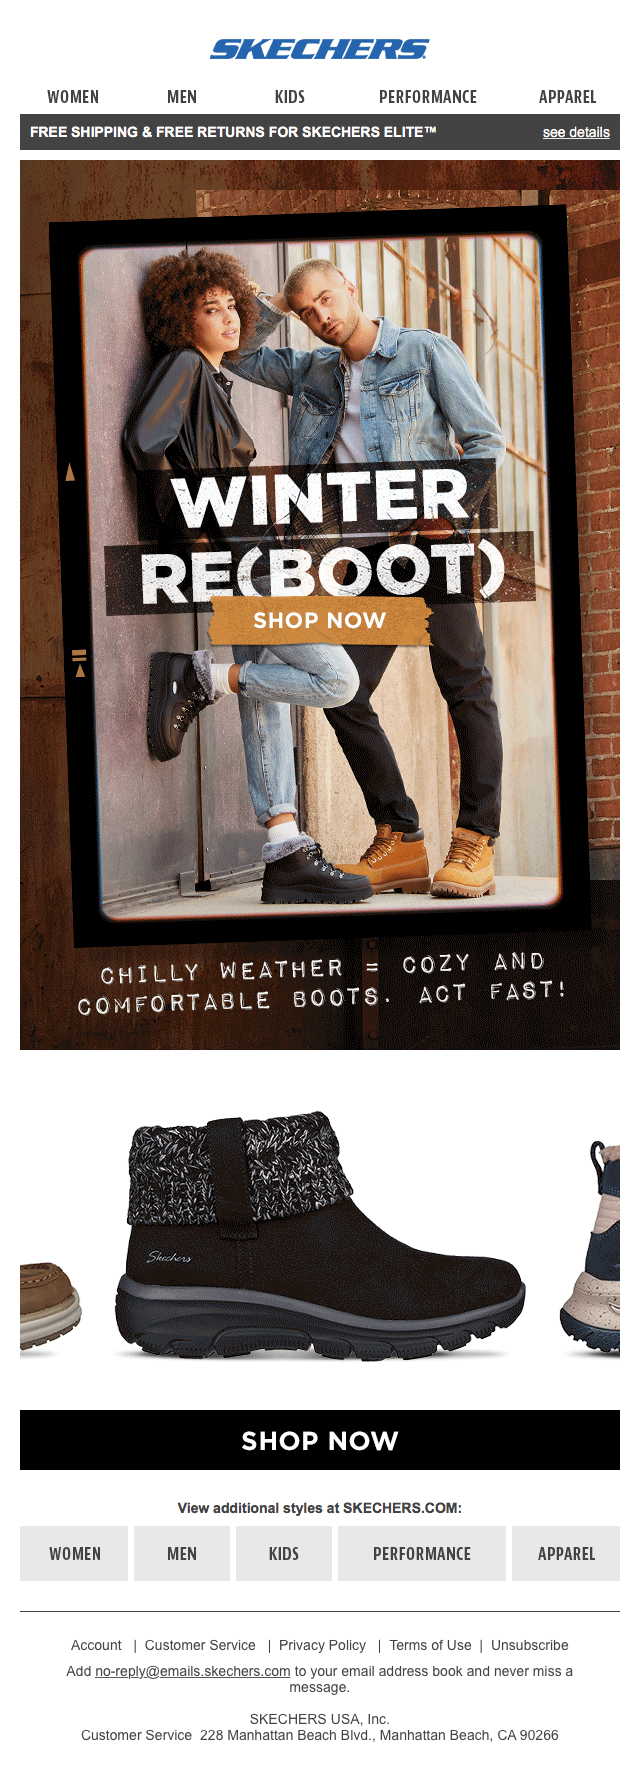 SKECHERS
WOMEN MEN KIDS PERFORMANCE APPAREL
FREE SHIPPING & FREE RETURNS FOR SKECHERS ELITE™ see details
WINTER
RE(BOOT)
SHOP NOW
CHILLY WEATHER = COZY AND
COMFORTABLE BOOTS. ACT FAST!
Skechers
SHOP NOW
View additional styles at SKECHERS.COM:
WOMEN MEN KIDS PERFORMANCE APPAREL
Account | Customer Service | Privacy Policy | Terms of Use | Unsubscribe
Add no-reply@emails.skechers.com to your email address book and never miss a
message.
SKECHERS USA, Inc.
Customer Service 228 Manhattan Beach Blvd., Manhattan Beach, CA 90266